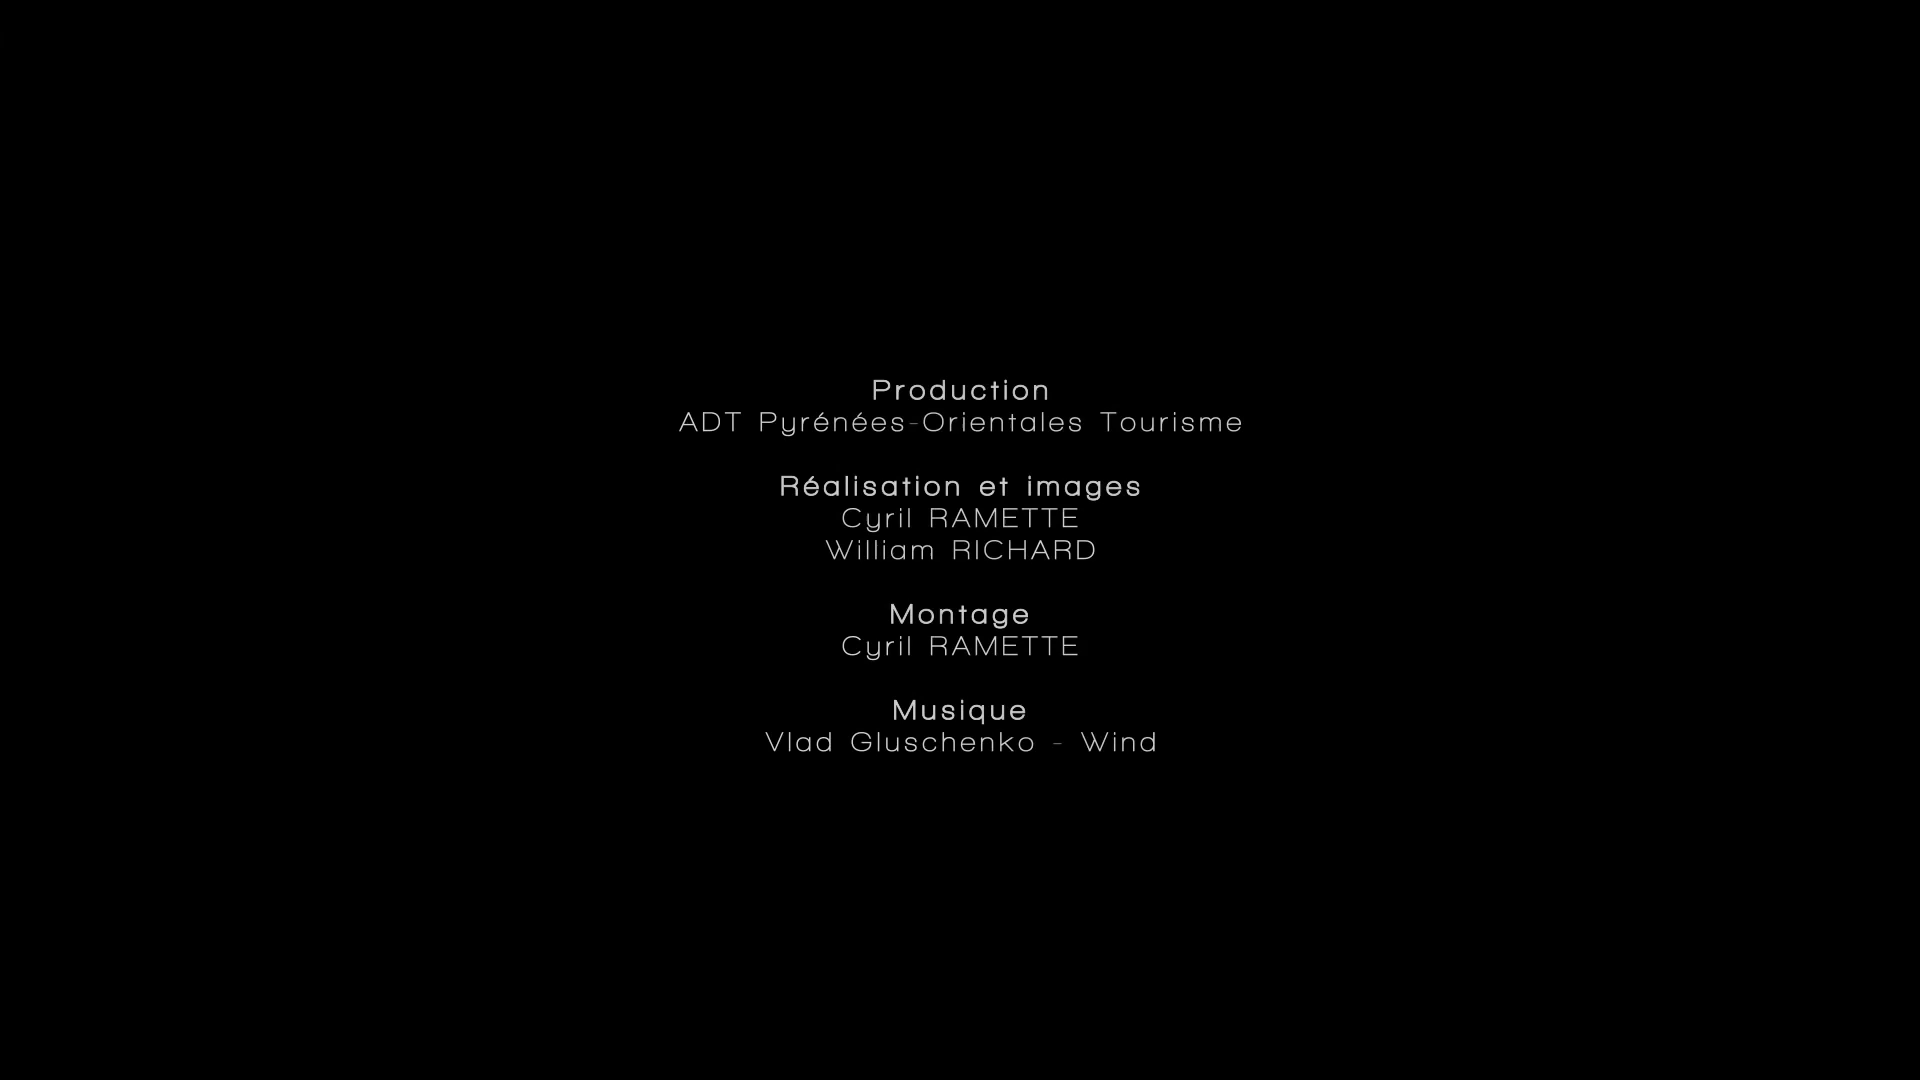 Production
ADT Pyrénées-Orientales Tourisme
Réalisation et images
Cyril RAMETTE
William RICHARD
Montage
Cyril RAMETTE
Musique
Vlad Gluschenko - Wind